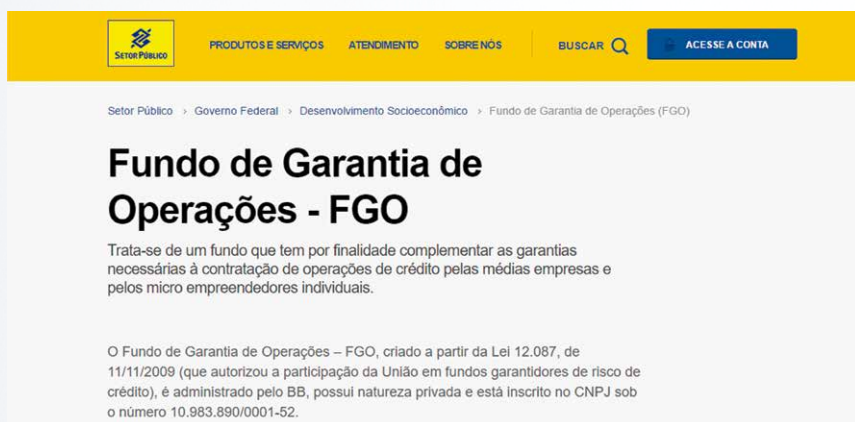 SETOR PÚBLICO
PRODUTOS E SERVIÇOS ATENDIMENTO SOBRE NÓS BUSCAR ACESSE A CONTA
Setor Público > Governo Federal > Desenvolvimento Socioeconômico > Fundo de Garantia de Operações (FGO)
Fundo de Garantia de
Operações - FGO
Trata-se de um fundo que tem por finalidade complementar as garantias
necessárias à contratação de operações de crédito pelas médias empresas e
pelos micro empreendedores individuais.
O Fundo de Garantia de Operações – FGO, criado a partir da Lei 12.087, de
11/11/2009 (que autorizou a participação da União em fundos garantidores de risco de
crédito), é administrado pelo BB, possui natureza privada e está inscrito no CNPJ sob
o número 10.983.890/0001-52.